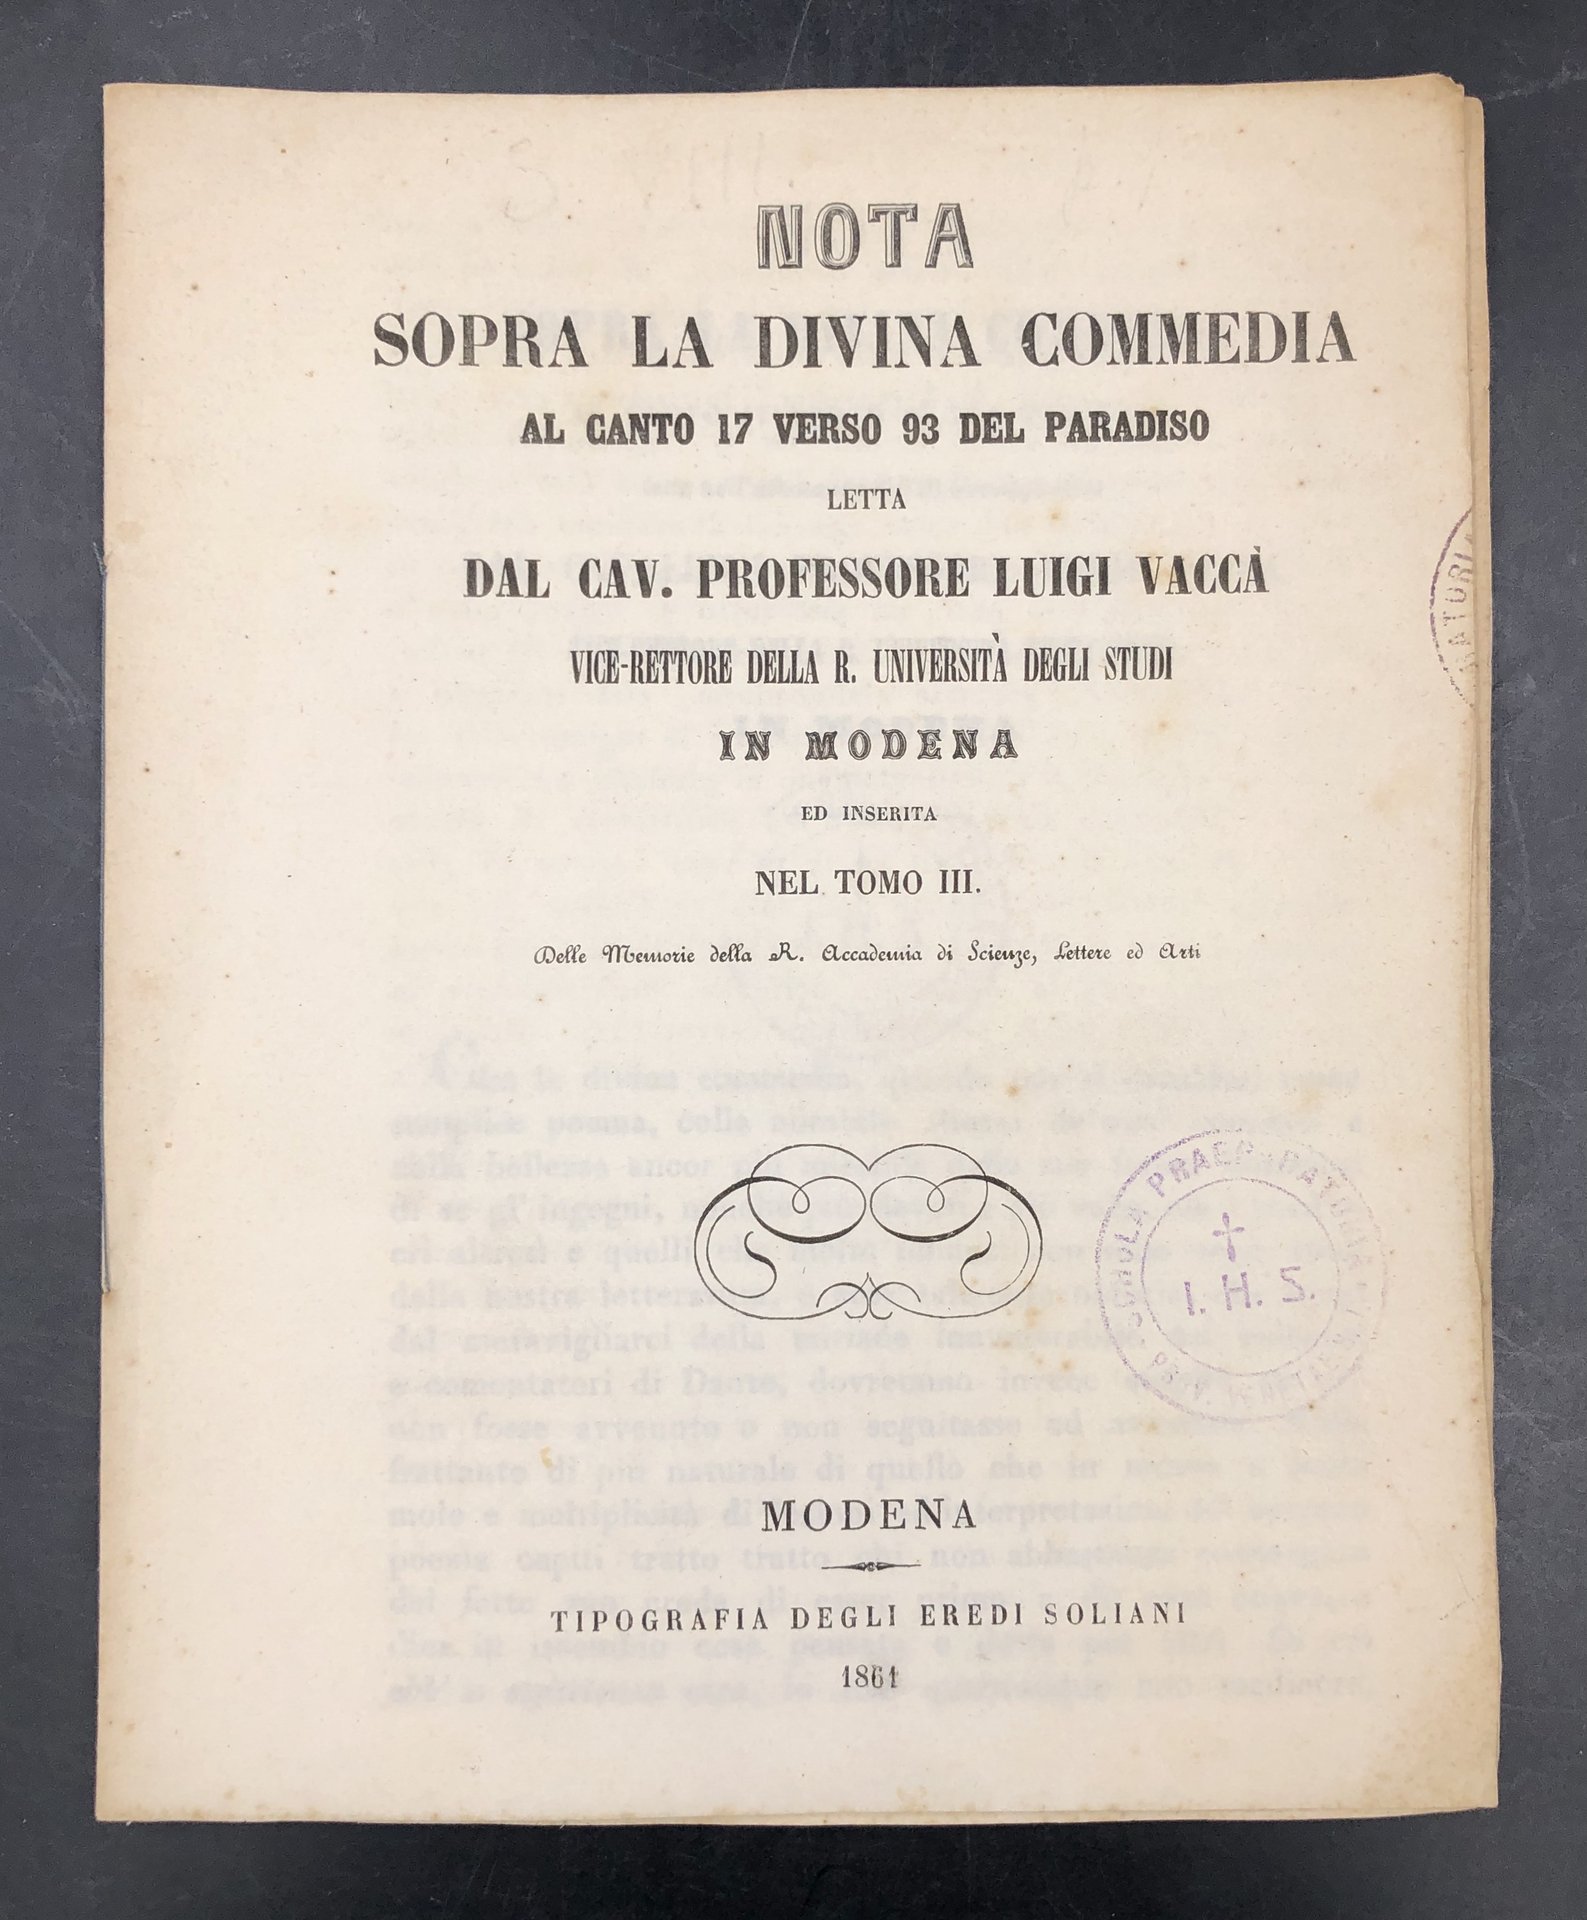 NOTA
SOPRA LA DIVINA COMMEDIA
AL CANTO 17 VERSO 93 DEL PARADISO
LETTA
DAL CAV. PROFESSORE LUIGI VACCÀ
VICE-RETTORE DELLA R. UNIVERSITÀ DEGLI STUDI
IN MODENA
ED INSERITA
NEL TOMO III.
Delle Memorie della R. Accademia di Scienze, Lettere ed Arti
SCHOLA PRAEPARATORIA
I. H. S.
MODENA
TIPOGRAFIA DEGLI EREDI SOLIANI
1861